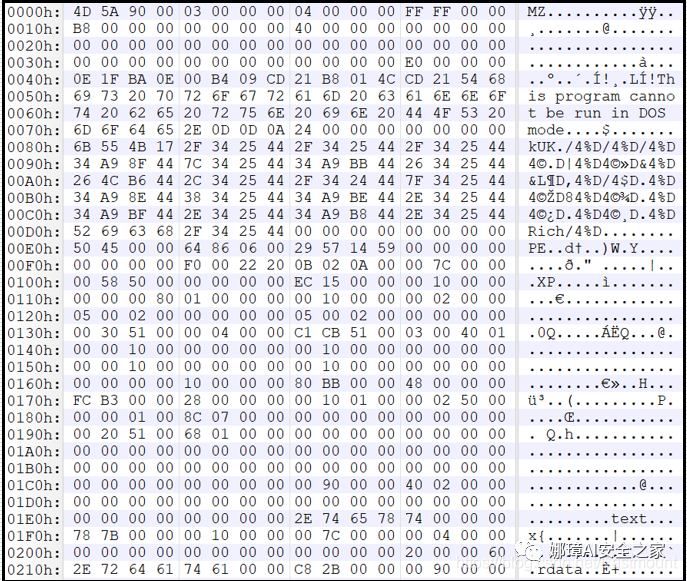 0000h: 4D 5A 90 00 03 00 00 00 04 00 00 00 FF FF 00 00 MZ..........ÿÿ..
0010h: B8 00 00 00 00 00 00 00 40 00 00 00 00 00 00 00 ¸.......@.......
0020h: 00 00 00 00 00 00 00 00 00 00 00 00 00 00 00 00 ................
0030h: 00 00 00 00 00 00 00 00 00 00 00 00 E0 00 00 00 ............à...
0040h: 0E 1F BA 0E 00 B4 09 CD 21 B8 01 4C CD 21 54 68 ..º..´.Í!¸.LÍ!Th
0050h: 69 73 20 70 72 6F 67 72 61 6D 20 63 61 6E 6E 6F is program canno
0060h: 74 20 62 65 20 72 75 6E 20 69 6E 20 44 4F 53 20 t be run in DOS
0070h: 6D 6F 64 65 2E 0D 0D 0A 24 00 00 00 00 00 00 00 mode....$.......
0080h: 6B 55 4B 17 2F 34 25 44 2F 34 25 44 2F 34 25 44 kUK./4%D/4%D/4%D
0090h: 34 A9 8F 44 7C 34 25 44 34 A9 BB 44 26 34 25 44 4©.D|4%D4©»D&4%D
00A0h: 26 4C B6 44 2C 34 25 44 2F 34 24 44 7F 34 25 44 &L¶D,4%D/4$D.4%D
00B0h: 34 A9 8E 44 38 34 25 44 34 A9 BE 44 2E 34 25 44 4©ŽD84%D4©¾D.4%D
00C0h: 34 A9 BF 44 2E 34 25 44 34 A9 B8 44 2E 34 25 44 4©¿D.4%D4©¸D.4%D
00D0h: 52 69 63 68 2F 34 25 44 00 00 00 00 00 00 00 00 Rich/4%D........
00E0h: 50 45 00 00 64 86 06 00 29 57 14 59 00 00 00 00 PE..d†..)W.Y....
00F0h: 00 00 00 00 F0 00 22 20 0B 02 0A 00 00 7C 00 00 ....ð." .....|..
0100h: 00 58 50 00 00 00 00 00 EC 15 00 00 00 10 00 00 .XP.....ì.......
0110h: 00 00 00 80 01 00 00 00 00 10 00 00 00 02 00 00 ...€............
0120h: 05 00 02 00 00 00 00 00 05 00 02 00 00 00 00 00 ................
0130h: 00 30 51 00 00 04 00 00 C1 CB 51 00 03 00 40 01 .0Q.....ÁËQ...@.
0140h: 00 00 10 00 00 00 00 00 00 10 00 00 00 00 00 00 ................
0150h: 00 00 10 00 00 00 00 00 00 10 00 00 00 00 00 00 ................
0160h: 00 00 00 00 10 00 00 00 80 BB 00 00 48 00 00 00 ........€»..H...
0170h: FC B3 00 00 28 00 00 00 00 10 01 00 00 02 50 00 ü³..(.........P.
0180h: 00 00 01 00 8C 07 00 00 00 00 00 00 00 00 00 00 ....Œ...........
0190h: 00 20 51 00 68 01 00 00 00 00 00 00 00 00 00 00 . Q.h...........
01A0h: 00 00 00 00 00 00 00 00 00 00 00 00 00 00 00 00 ................
01B0h: 00 00 00 00 00 00 00 00 00 00 00 00 00 00 00 00 ................
01C0h: 00 00 00 00 00 00 00 00 00 90 00 00 40 02 00 00 ............@...
01D0h: 00 00 00 00 00 00 00 00 00 00 00 00 00 00 00 00 ................
01E0h: 00 00 00 00 00 00 00 00 2E 74 65 78 74 00 00 00 .........text...
01F0h: 78 7B 00 00 00 10 00 00 00 7C 00 00 00 04 00 00 x{.......|......
0200h: 00 00 00 00 00 00 00 00 00 00 00 00 20 00 00 60
0210h: 2E 72 64 61 74 61 00 00 C8 2B 00 00 00 90 00 00 .rdata..È+......
娜璋AI安全之家